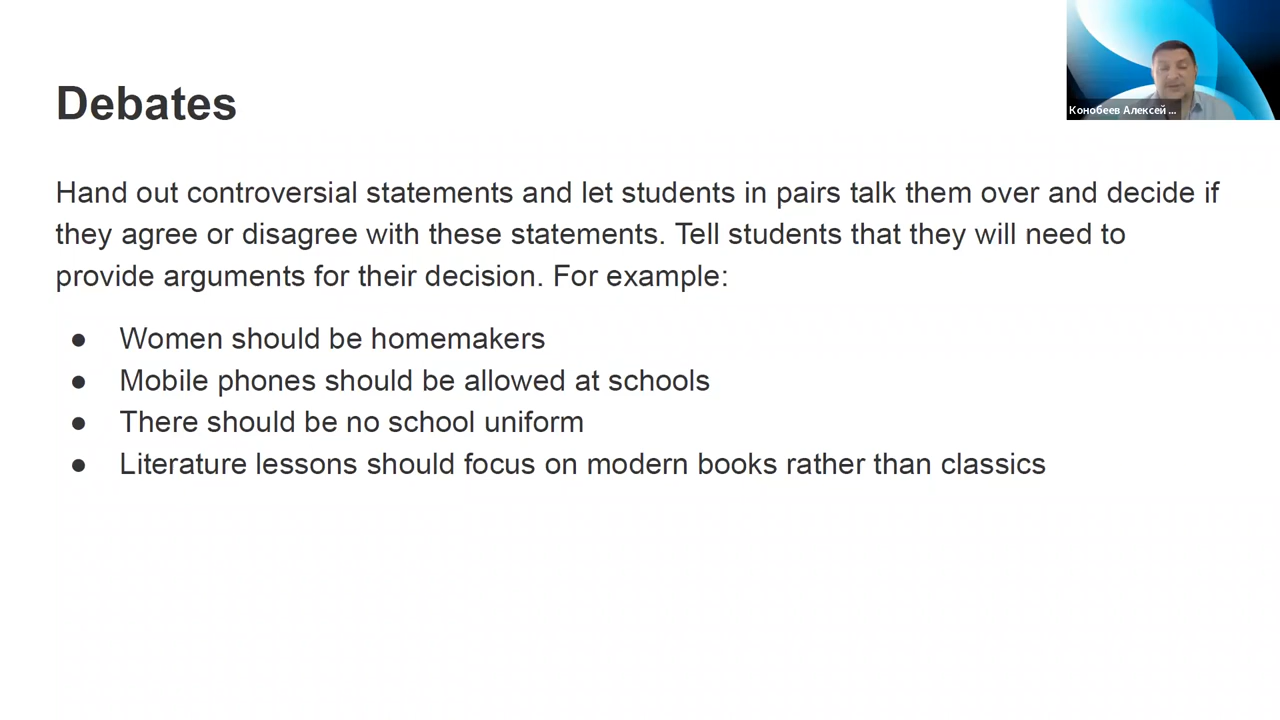 Debates
Конобеев Алексей ...
Hand out controversial statements and let students in pairs talk them over and decide if
they agree or disagree with these statements. Tell students that they will need to
provide arguments for their decision. For example:
● Women should be homemakers
● Mobile phones should be allowed at schools
● There should be no school uniform
● Literature lessons should focus on modern books rather than classics